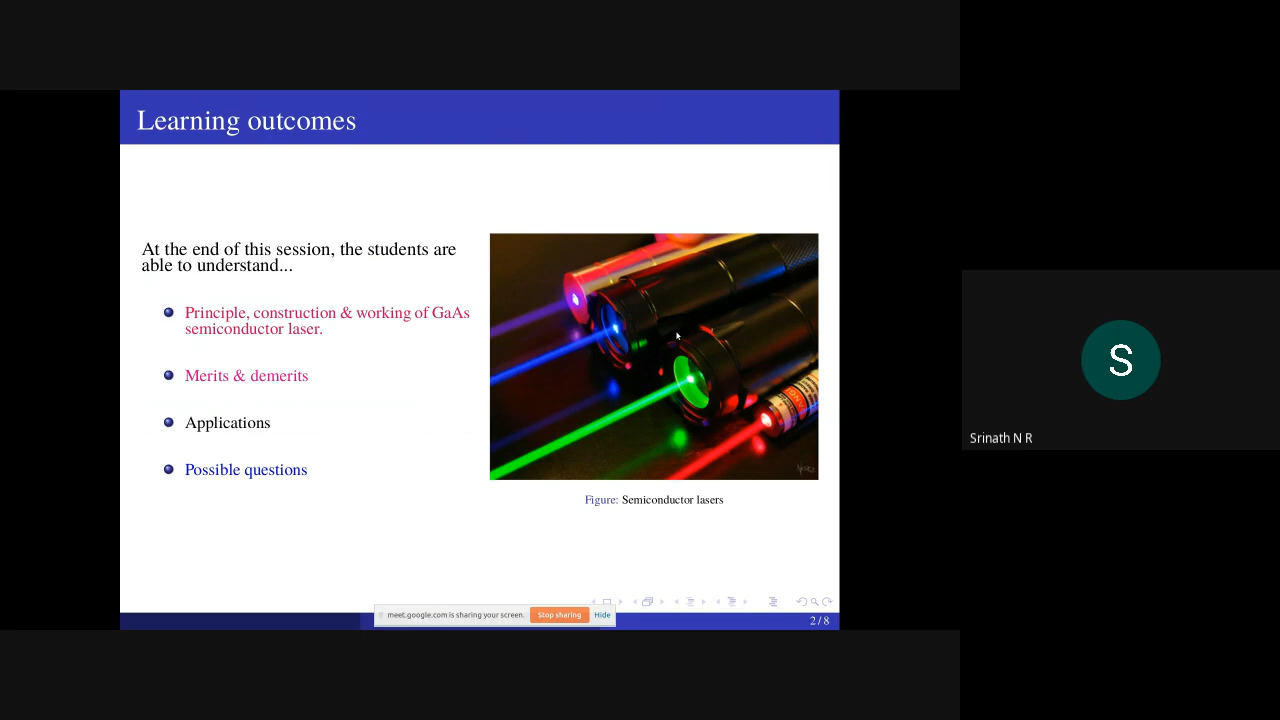 Learning outcomes
At the end of this session, the students are
able to understand...
Principle, construction & working of GaAs
semiconductor laser.
Merits & demerits
Applications
Possible questions
Figure: Semiconductor lasers
meet.google.com is sharing your screen. Stop sharing Hide
2 / 8
S
Srinath N R